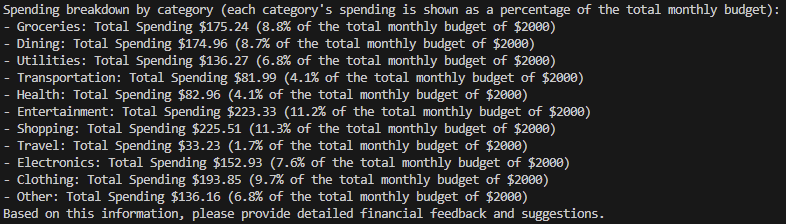 Spending breakdown by category (each category's spending is shown as a percentage of the total monthly budget):
- Groceries: Total Spending $175.24 (8.8% of the total monthly budget of $2000)
- Dining: Total Spending $174.96 (8.7% of the total monthly budget of $2000)
- Utilities: Total Spending $136.27 (6.8% of the total monthly budget of $2000)
- Transportation: Total Spending $81.99 (4.1% of the total monthly budget of $2000)
- Health: Total Spending $82.96 (4.1% of the total monthly budget of $2000)
- Entertainment: Total Spending $223.33 (11.2% of the total monthly budget of $2000)
- Shopping: Total Spending $225.51 (11.3% of the total monthly budget of $2000)
- Travel: Total Spending $33.23 (1.7% of the total monthly budget of $2000)
- Electronics: Total Spending $152.93 (7.6% of the total monthly budget of $2000)
- Clothing: Total Spending $193.85 (9.7% of the total monthly budget of $2000)
- Other: Total Spending $136.16 (6.8% of the total monthly budget of $2000)
Based on this information, please provide detailed financial feedback and suggestions.